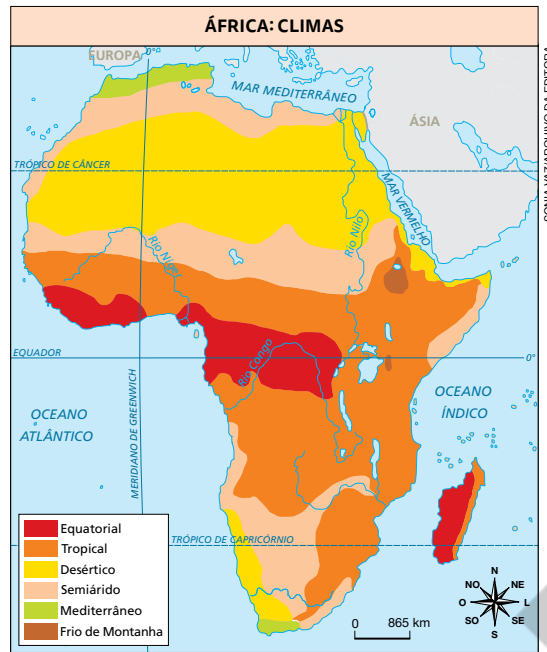 ÁFRICA: CLIMAS
EUROPA
MAR MEDITERRÂNEO
ÁSIA
TRÓPICO DE CÂNCER
MAR VERMELHO
Rio Nilo
Rio Níger
EQUADOR
0°
Rio Congo
OCEANO
ATLÂNTICO
MERIDIANO DE GREENWICH
OCEANO
ÍNDICO
TRÓPICO DE CAPRICÓRNIO
Equatorial
Tropical
Desértico
Semiárido
Mediterrâneo
Frio de Montanha
0 865 km
N
NO NE
O L
SO SE
S